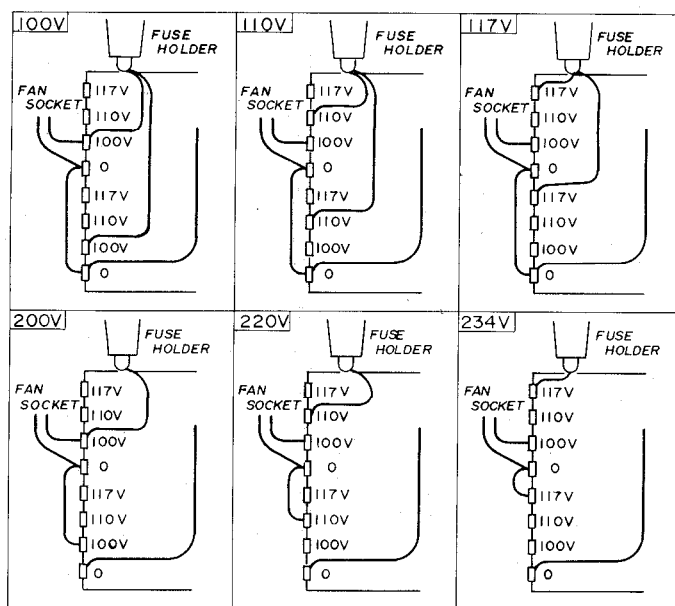 100V
FUSE
HOLDER
FAN
SOCKET
117V
110V
100V
0
117V
110V
100V
0
110V
FUSE
HOLDER
FAN
SOCKET
117V
110V
100V
0
117V
110V
100V
0
117V
FUSE
HOLDER
FAN
SOCKET
117V
110V
100V
0
117V
110V
100V
0
200V
FUSE
HOLDER
FAN
SOCKET
117V
110V
100V
0
117V
110V
100V
0
220V
FUSE
HOLDER
FAN
SOCKET
117V
110V
100V
0
117V
110V
100V
0
234V
FUSE
HOLDER
FAN
SOCKET
117V
110V
100V
0
117V
110V
100V
0